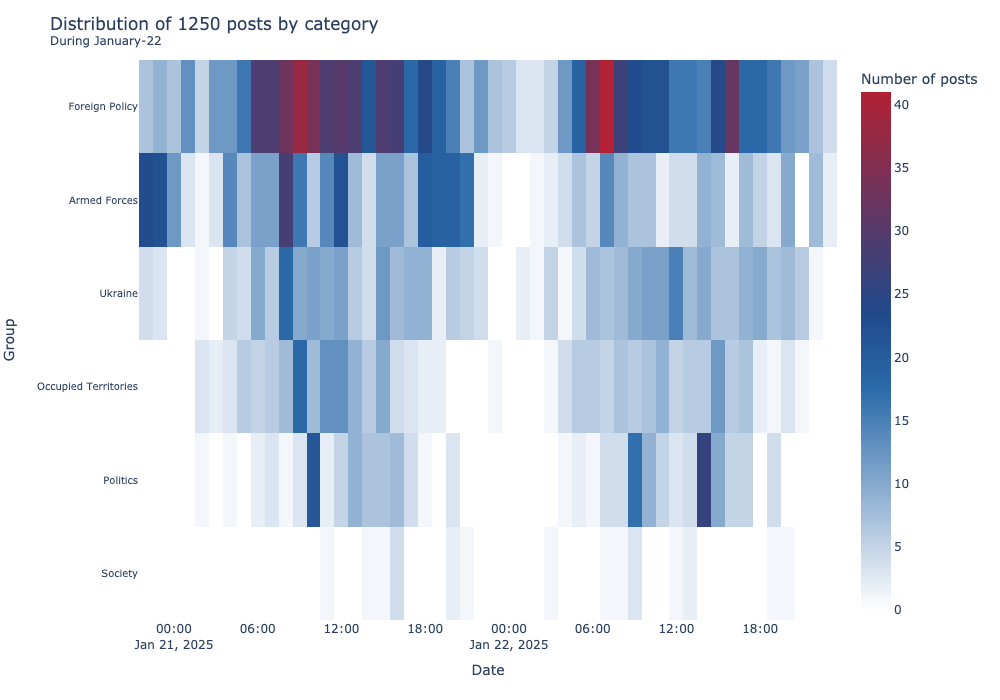 Distribution of 1250 posts by category
During January-22
Number of posts
40
35
30
25
20
15
10
5
0
Group
Foreign Policy
Armed Forces
Ukraine
Occupied Territories
Politics
Society
00:00 06:00 12:00 18:00 00:00 06:00 12:00 18:00
Jan 21, 2025 Jan 22, 2025
Date